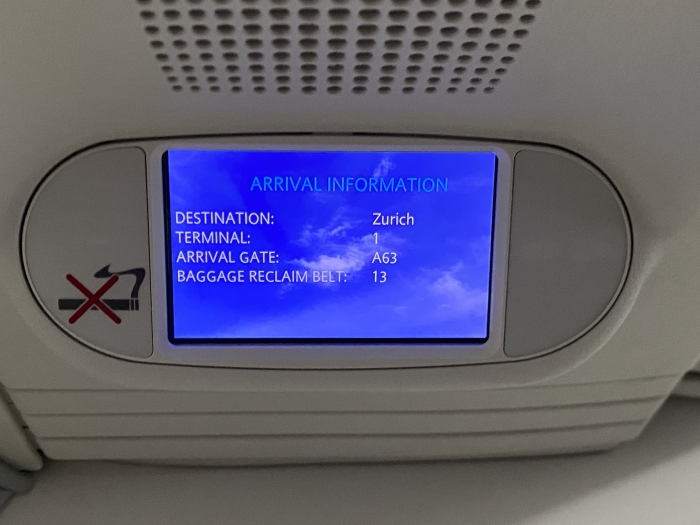 ARRIVAL INFORMATION
DESTINATION: Zurich
TERMINAL: 1
ARRIVAL GATE: A63
BAGGAGE RECLAIM BELT: 13